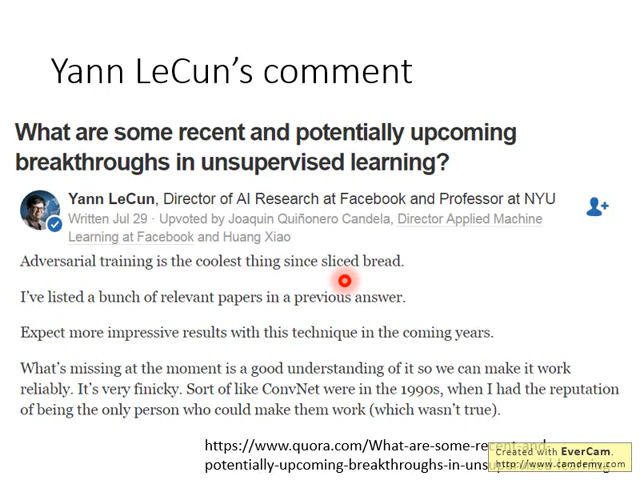 Yann LeCun’s comment
What are some recent and potentially upcoming
breakthroughs in unsupervised learning?
Yann LeCun, Director of AI Research at Facebook and Professor at NYU
Written Jul 29 · Upvoted by Joaquin Quiñonero Candela, Director Applied Machine
Learning at Facebook and Huang Xiao
Adversarial training is the coolest thing since sliced bread.
I’ve listed a bunch of relevant papers in a previous answer.
Expect more impressive results with this technique in the coming years.
What’s missing at the moment is a good understanding of it so we can make it work
reliably. It’s very finicky. Sort of like ConvNet were in the 1990s, when I had the reputation
of being the only person who could make them work (which wasn’t true).
https://www.quora.com/What-are-some-recent-and-
potentially-upcoming-breakthroughs-in-unsupervised-learning
Created with EverCam.
http://www.camdemy.com